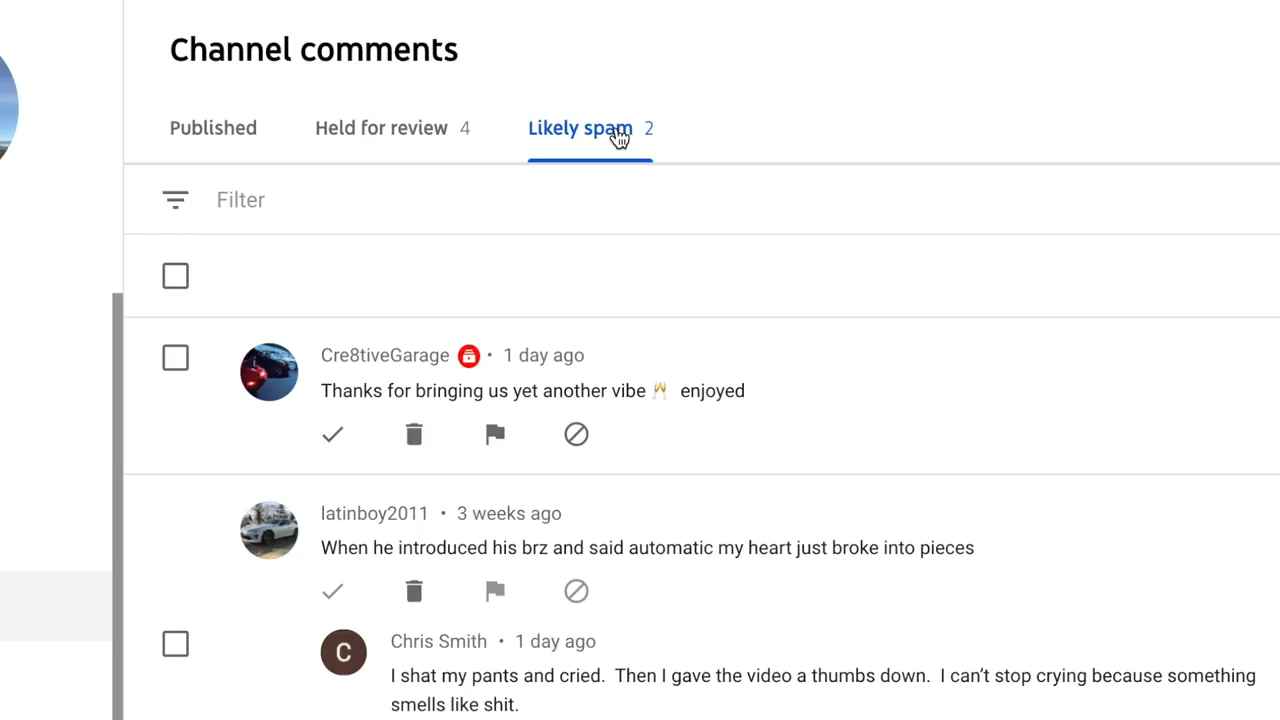 Channel comments
Published Held for review 4 Likely spam 2
Filter
Cre8tiveGarage • 1 day ago
Thanks for bringing us yet another vibe 🥂 enjoyed
latinboy2011 • 3 weeks ago
When he introduced his brz and said automatic my heart just broke into pieces
C
Chris Smith • 1 day ago
I shat my pants and cried. Then I gave the video a thumbs down. I can't stop crying because something
smells like shit.